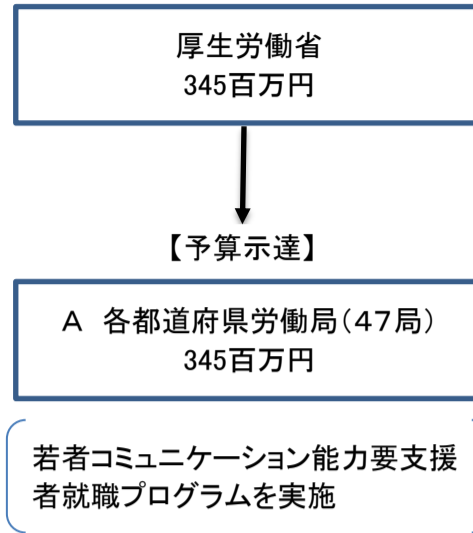 厚生労働省
345百万円
【予算示達】
A 各都道府県労働局(47局)
345百万円
若者コミュニケーション能力要支援
者就職プログラムを実施